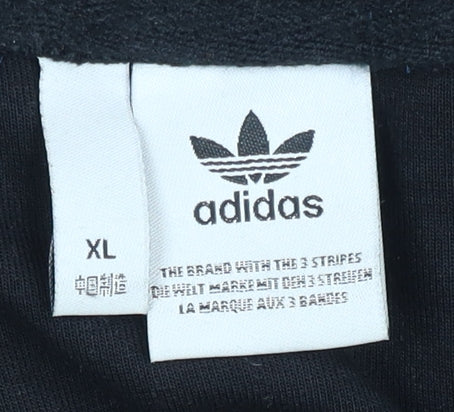 XL
中国制造
adidas
THE BRAND WITH THE 3 STRIPES
DIE WELT MARKE MIT DEN 3 STREIFEN
LA MARQUE AUX 3 BANDES